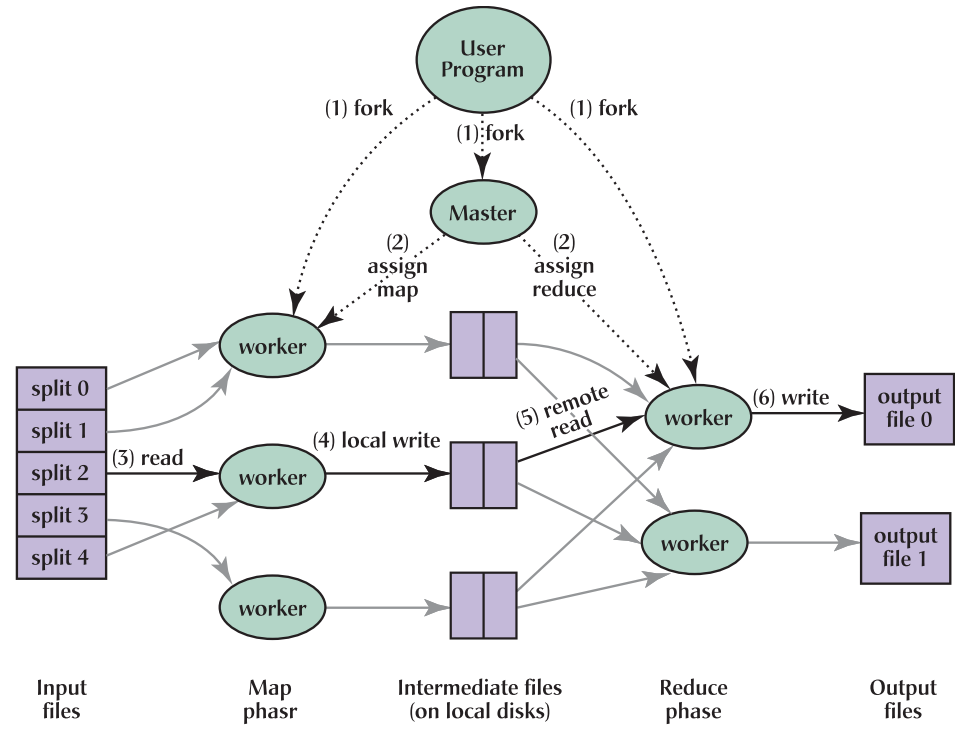 User
Program
(1) fork
(1) fork
(1) fork
Master
(2)
assign
map
(2)
assign
reduce
worker
split 0
split 1
split 2
split 3
split 4
(3) read
worker
(4) local write
(5) remote
read
worker
(6) write
output
file 0
worker
output
file 1
worker
Input
files
Map
phasr
Intermediate files
(on local disks)
Reduce
phase
Output
files